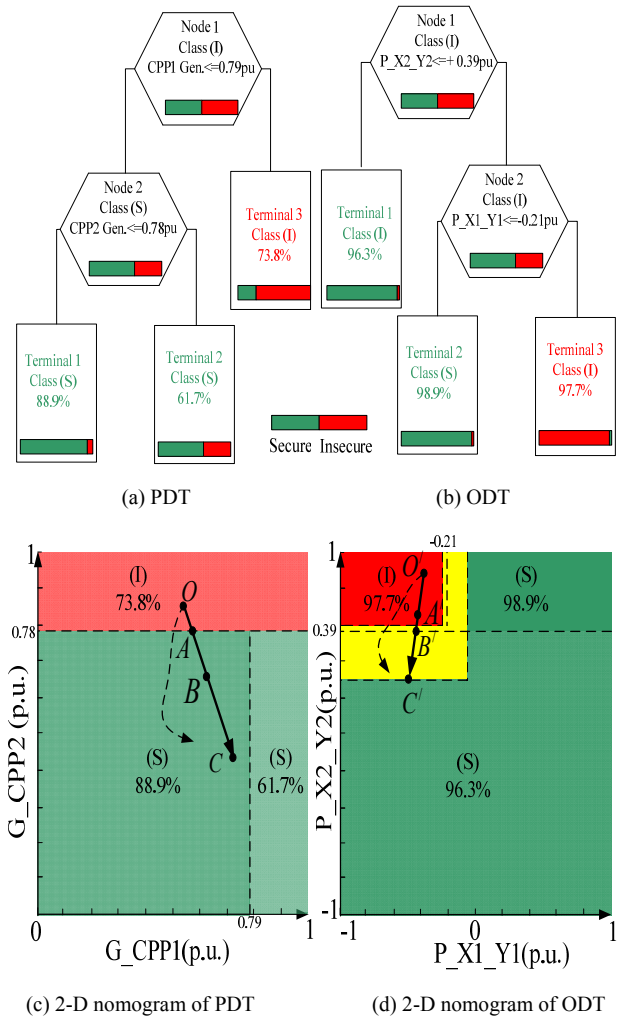 Node 1
Class (I)
CPP1 Gen.<=0.79pu
Node 2
Class (S)
CPP2 Gen.<=0.78pu
Terminal 3
Class (I)
73.8%
Terminal 1
Class (S)
88.9%
Terminal 2
Class (S)
61.7%
Node 1
Class (I)
P_X2_Y2<=+ 0.39pu
Terminal 1
Class (I)
96.3%
Node 2
Class (I)
P_X1_Y1<=-0.21pu
Terminal 2
Class (S)
98.9%
Terminal 3
Class (I)
97.7%
Secure Insecure
(a) PDT
(b) ODT
1
(I)
73.8%
O
0.78
A
B
C
(S)
88.9%
(S)
61.7%
G_CPP2 (p.u.)
0
0.79
1
G_CPP1(p.u.)
-0.21
1
(I)
97.7%
O/
A/
(S)
98.9%
0.39
B/
C/
(S)
96.3%
P_X2_Y2(p.u.)
-1
-1
0
1
P_X1_Y1(p.u.)
(c) 2-D nomogram of PDT
(d) 2-D nomogram of ODT